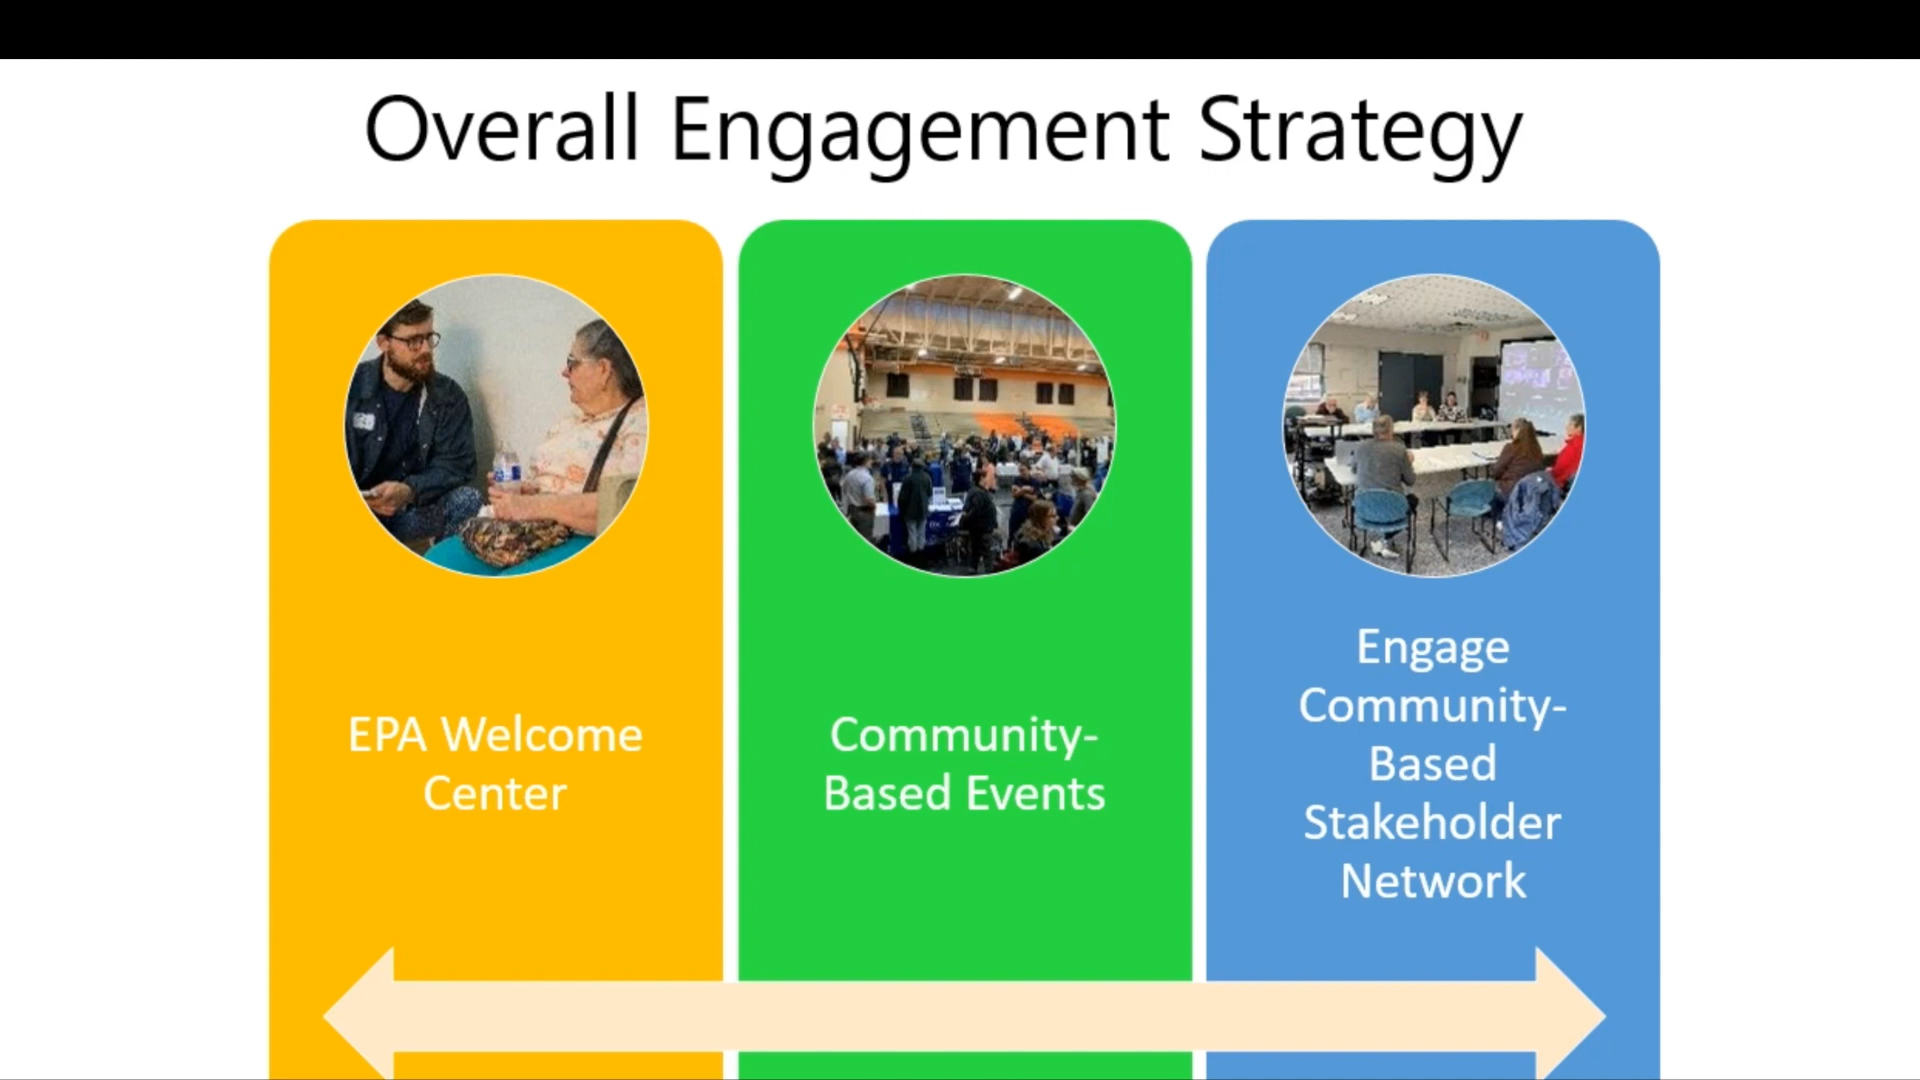 Overall Engagement Strategy
EPA Welcome
Center
Community-
Based Events
Engage
Community-
Based
Stakeholder
Network